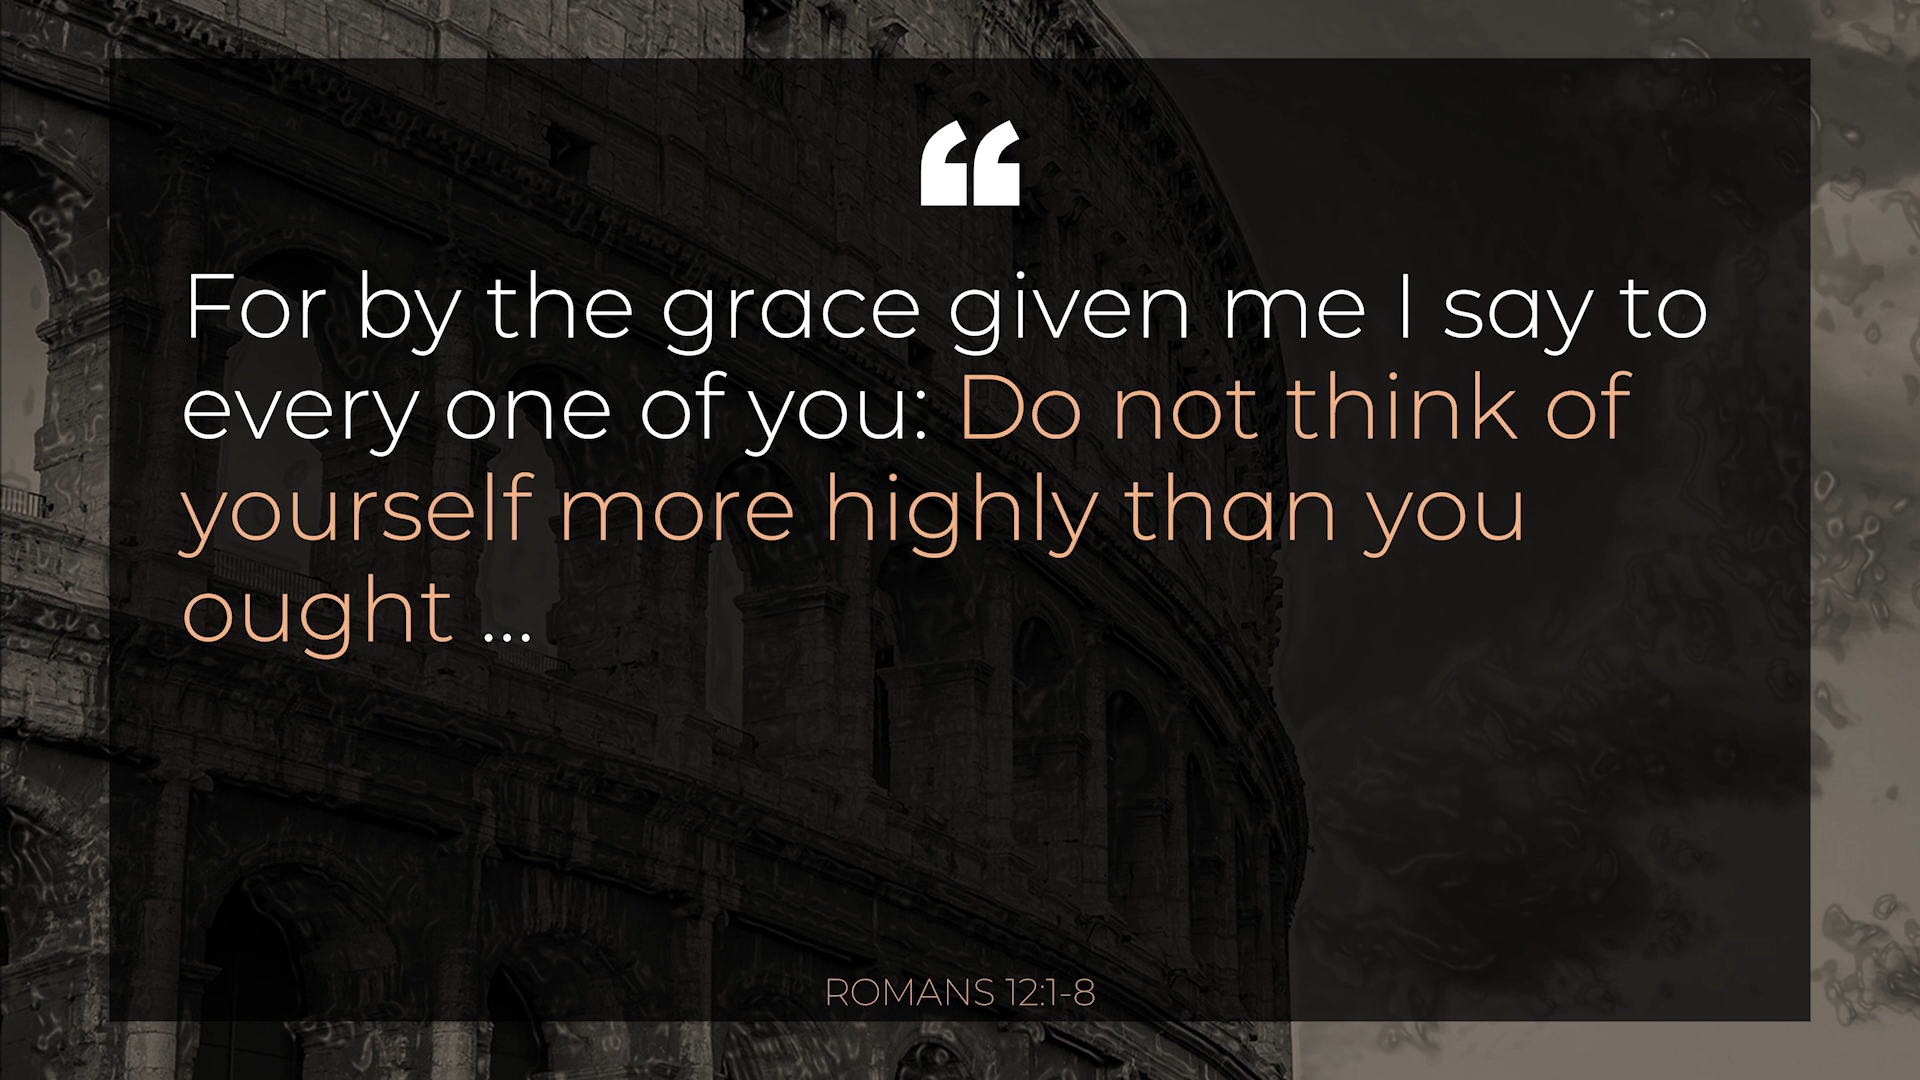 “
For by the grace given me I say to
every one of you: Do not think of
yourself more highly than you
ought ...
ROMANS 12:1-8